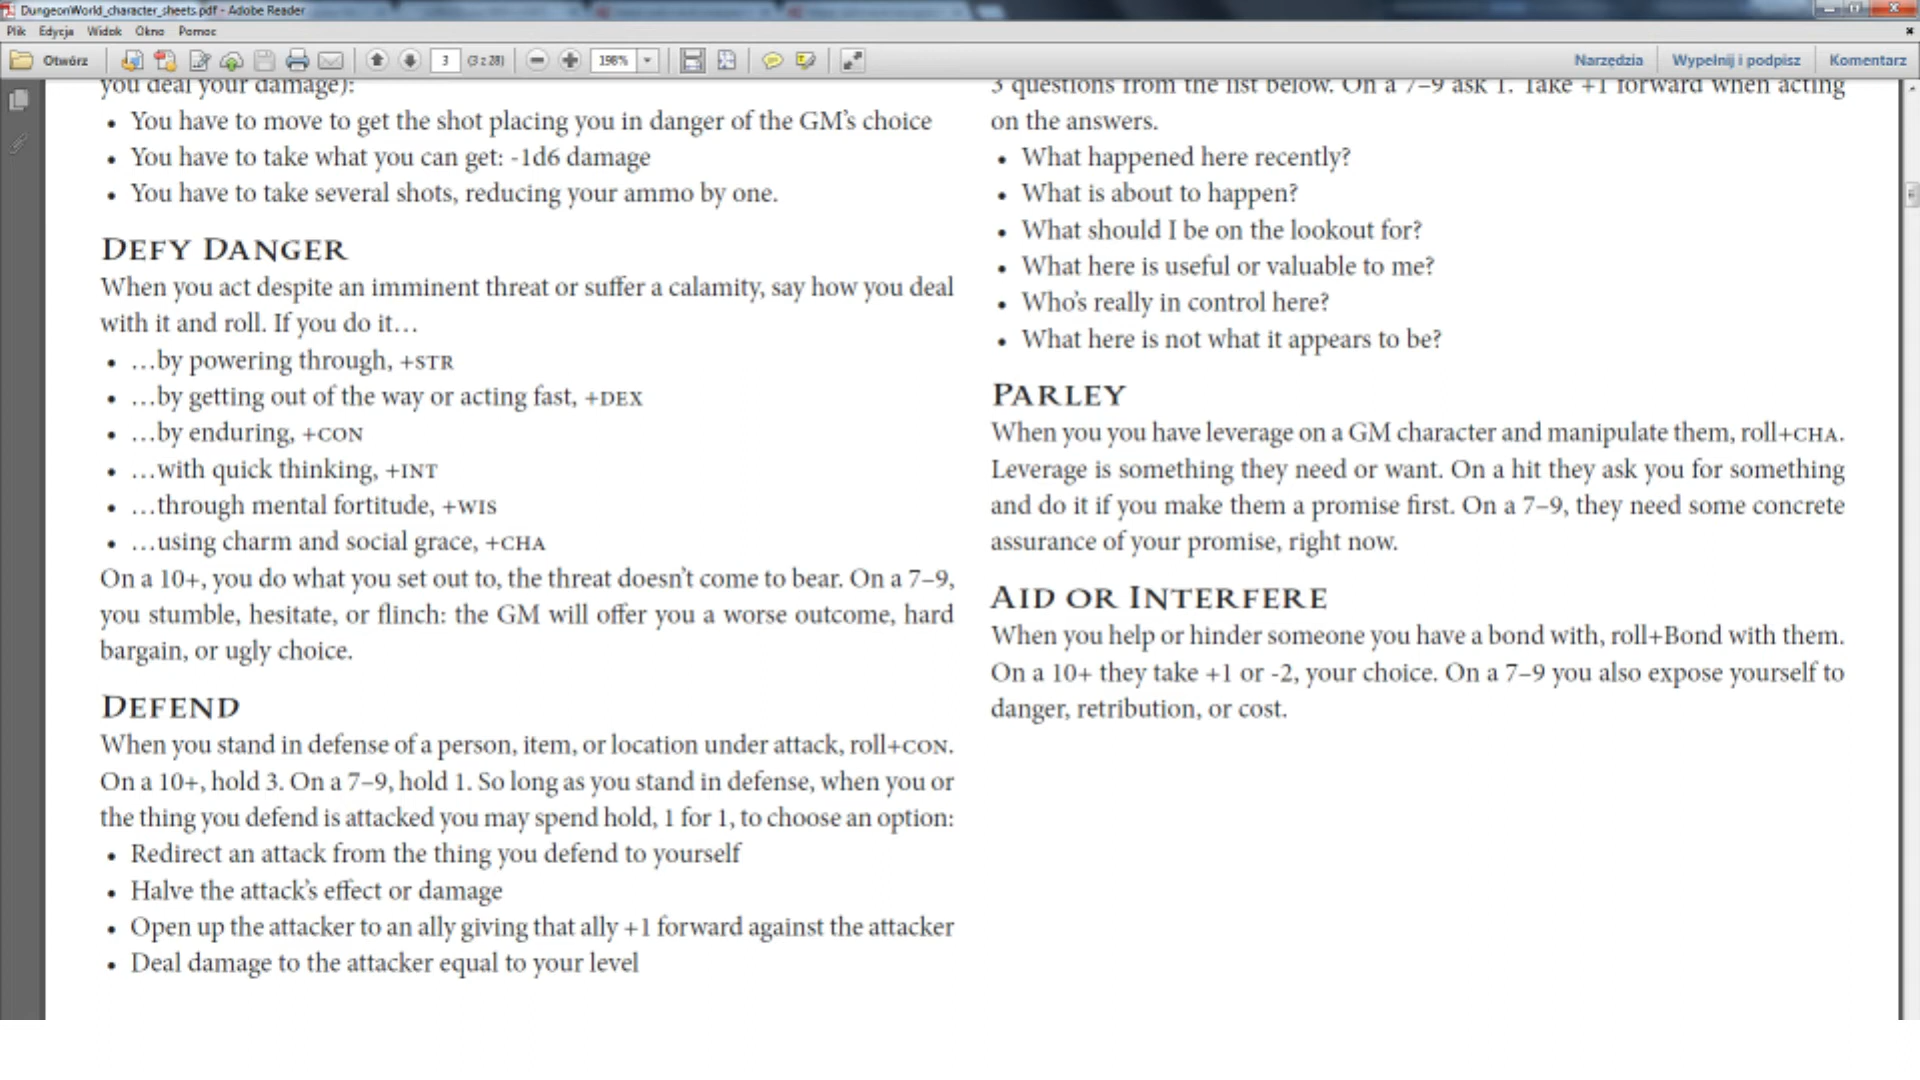 DungeonWorld_character_sheets.pdf - Adobe Reader
Plik Edycja Widok Okno Pomoc
Otwórz 3 (3 z 28) 198% Narzędzia Wypełnij i podpisz Komentarz
you deal your damage):
• You have to move to get the shot placing you in danger of the GM’s choice
• You have to take what you can get: -1d6 damage
• You have to take several shots, reducing your ammo by one.
Defy Danger
When you act despite an imminent threat or suffer a calamity, say how you deal
with it and roll. If you do it…
• …by powering through, +STR
• …by getting out of the way or acting fast, +DEX
• …by enduring, +CON
• …with quick thinking, +INT
• …through mental fortitude, +WIS
• …using charm and social grace, +CHA
On a 10+, you do what you set out to, the threat doesn’t come to bear. On a 7–9,
you stumble, hesitate, or flinch: the GM will offer you a worse outcome, hard
bargain, or ugly choice.
Defend
When you stand in defense of a person, item, or location under attack, roll+CON.
On a 10+, hold 3. On a 7–9, hold 1. So long as you stand in defense, when you or
the thing you defend is attacked you may spend hold, 1 for 1, to choose an option:
• Redirect an attack from the thing you defend to yourself
• Halve the attack’s effect or damage
• Open up the attacker to an ally giving that ally +1 forward against the attacker
• Deal damage to the attacker equal to your level
3 questions from the list below. On a 7–9 ask 1. Take +1 forward when acting
on the answers.
• What happened here recently?
• What is about to happen?
• What should I be on the lookout for?
• What here is useful or valuable to me?
• Who’s really in control here?
• What here is not what it appears to be?
Parley
When you you have leverage on a GM character and manipulate them, roll+CHA.
Leverage is something they need or want. On a hit they ask you for something
and do it if you make them a promise first. On a 7–9, they need some concrete
assurance of your promise, right now.
Aid or Interfere
When you help or hinder someone you have a bond with, roll+Bond with them.
On a 10+ they take +1 or -2, your choice. On a 7–9 you also expose yourself to
danger, retribution, or cost.